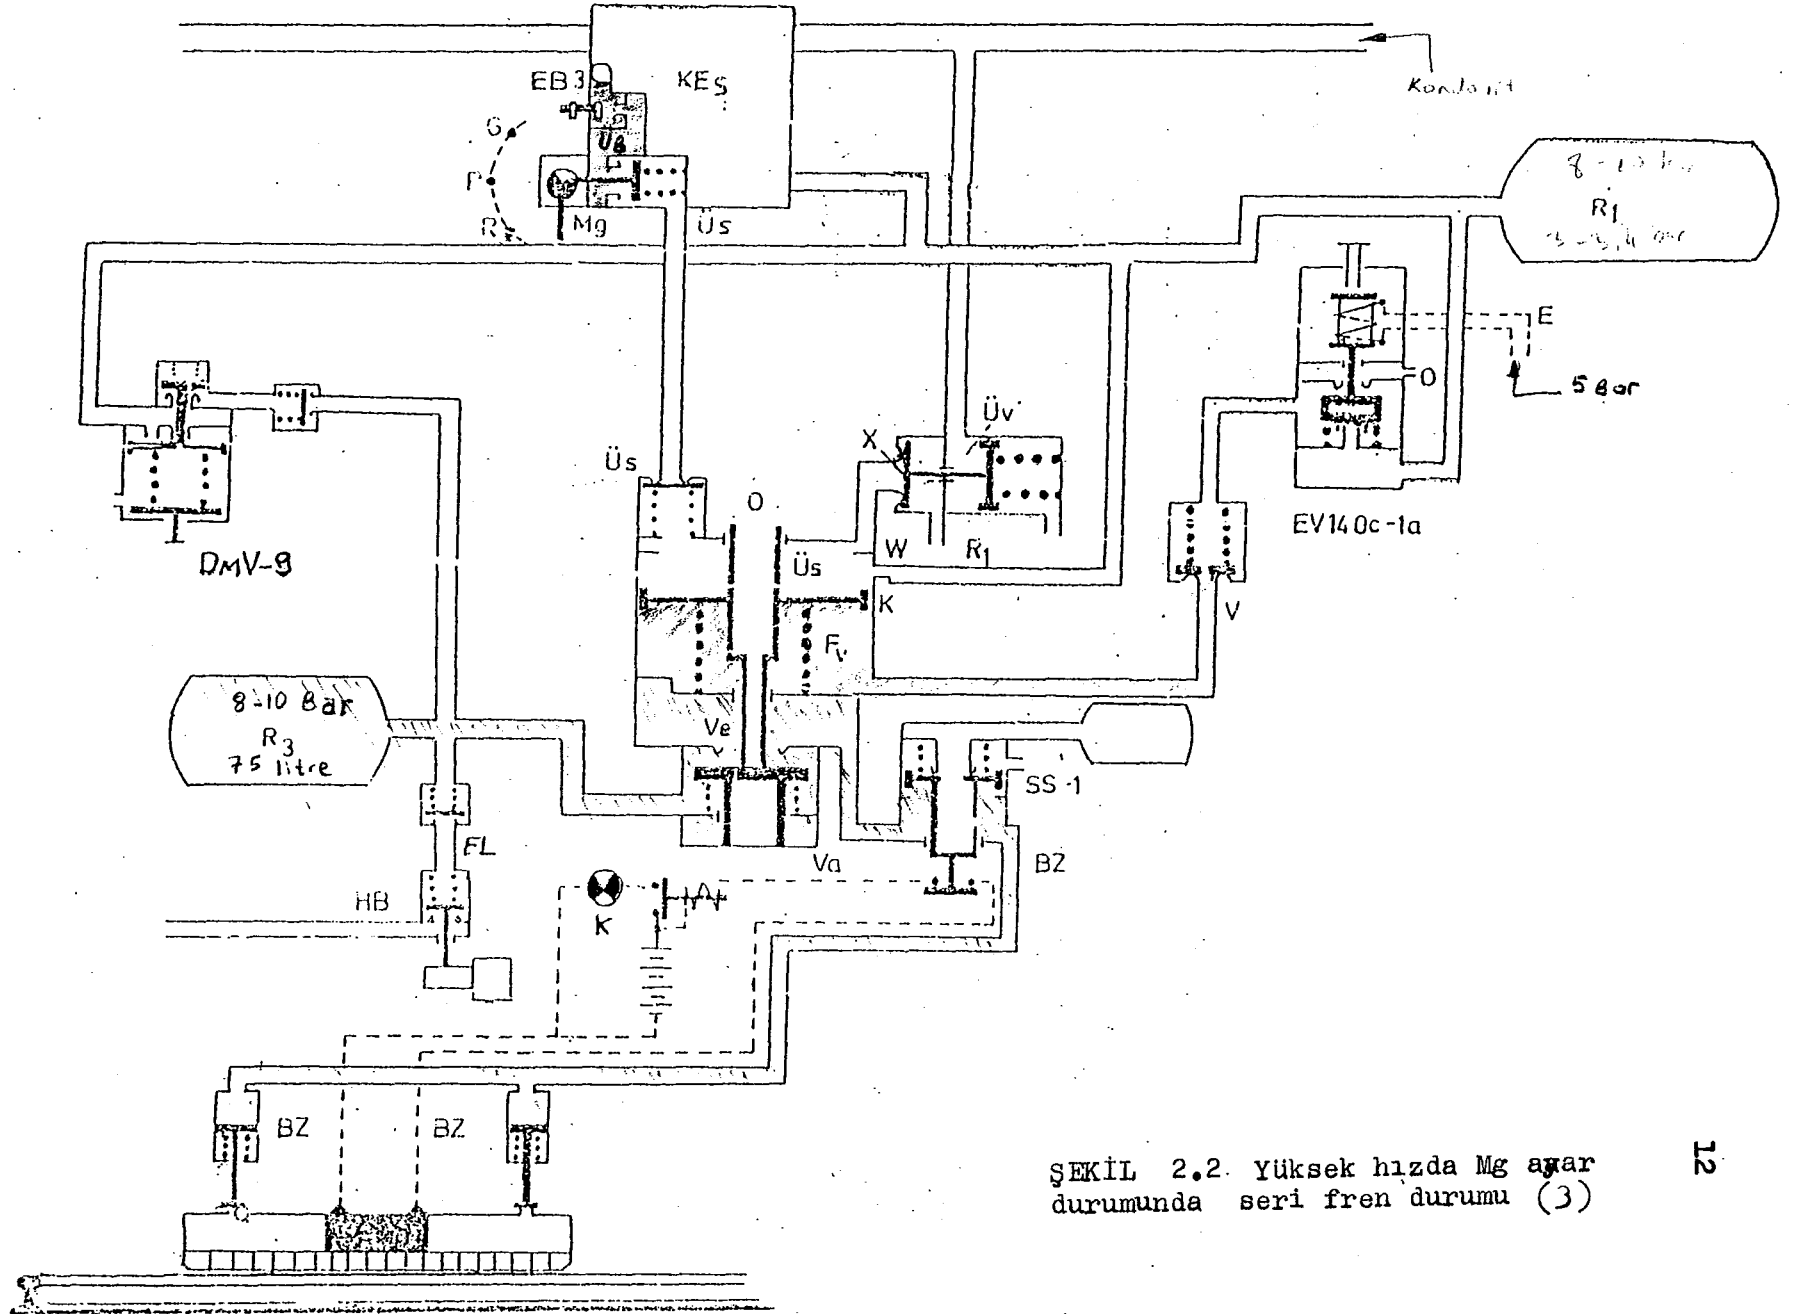 KEs
EB3
G
P
R
Üs
Mg
Üs
8-10
R1
E
O
5 Bar
EV140c-1a
Üv
X
Üs
O
W
R1
Üs
K
Fv
V
DMV-9
8-10 Bar
R3
75 litre
Ve
SS-1
EL
Va
BZ
HB
K
BZ
BZ
ŞEKİL 2.2. Yüksek hızda Mg ayar
durumunda seri fren durumu (3)
12